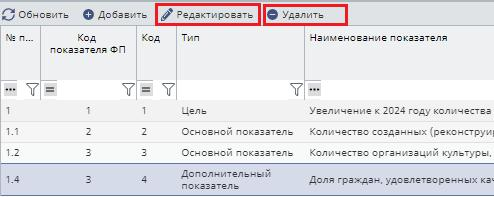 Обновить Добавить Редактировать Удалить
№ п... Код показателя ФП Код Тип Наименование показателя
1 1 1 Цель Увеличение к 2024 году количества
1.1 2 2 Основной показатель Количество созданных (реконструир
1.2 3 3 Основной показатель Количество организаций культуры,
1.4 3 4 Дополнительный показатель Доля граждан, удовлетворенных кач